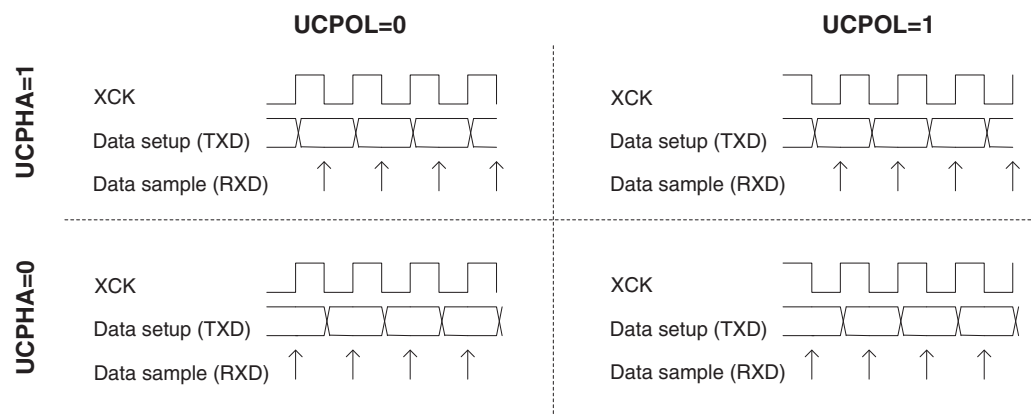 UCPOL=0
UCPOL=1
UCPHA=1
XCK
Data setup (TXD)
Data sample (RXD)
XCK
Data setup (TXD)
Data sample (RXD)
UCPHA=0
XCK
Data setup (TXD)
Data sample (RXD)
XCK
Data setup (TXD)
Data sample (RXD)